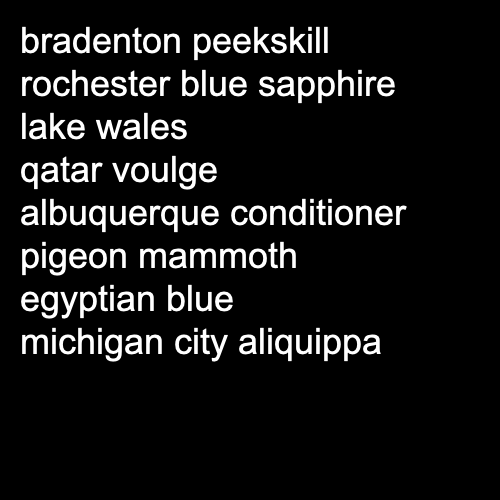 bradenton peekskill
rochester blue sapphire
lake wales
qatar voulge
albuquerque conditioner
pigeon mammoth
egyptian blue
michigan city aliquippa